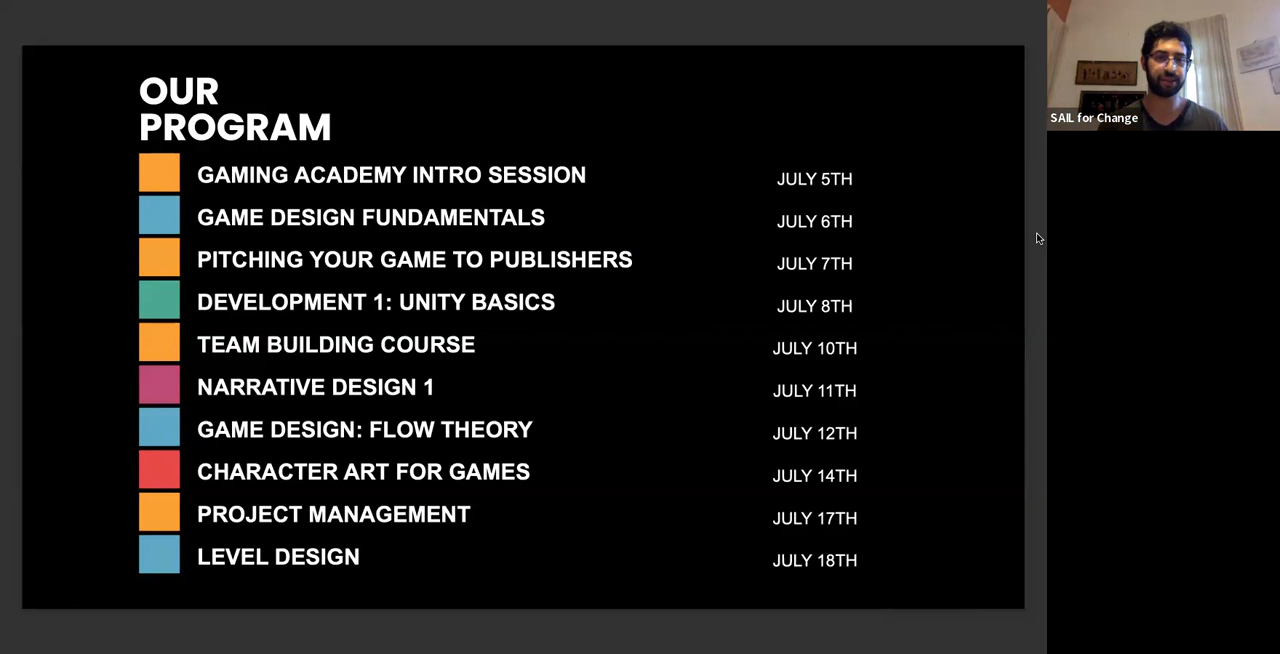 OUR
PROGRAM
GAMING ACADEMY INTRO SESSION JULY 5TH
GAME DESIGN FUNDAMENTALS JULY 6TH
PITCHING YOUR GAME TO PUBLISHERS JULY 7TH
DEVELOPMENT 1: UNITY BASICS JULY 8TH
TEAM BUILDING COURSE JULY 10TH
NARRATIVE DESIGN 1 JULY 11TH
GAME DESIGN: FLOW THEORY JULY 12TH
CHARACTER ART FOR GAMES JULY 14TH
PROJECT MANAGEMENT JULY 17TH
LEVEL DESIGN JULY 18TH
SAIL for Change